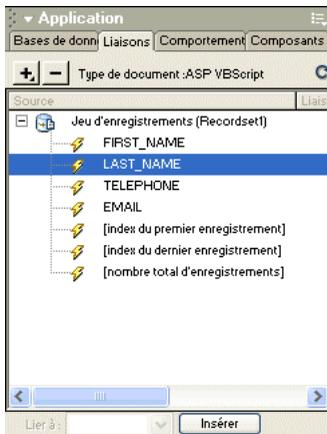 Application
Bases de donn Liaisons Comportement Composants
Type de document :ASP VBScript
Source Liais
Jeu d'enregistrements (Recordset1)
FIRST_NAME
LAST_NAME
TELEPHONE
EMAIL
[index du premier enregistrement]
[index du dernier enregistrement]
[nombre total d'enregistrements]
Lier à : Insérer